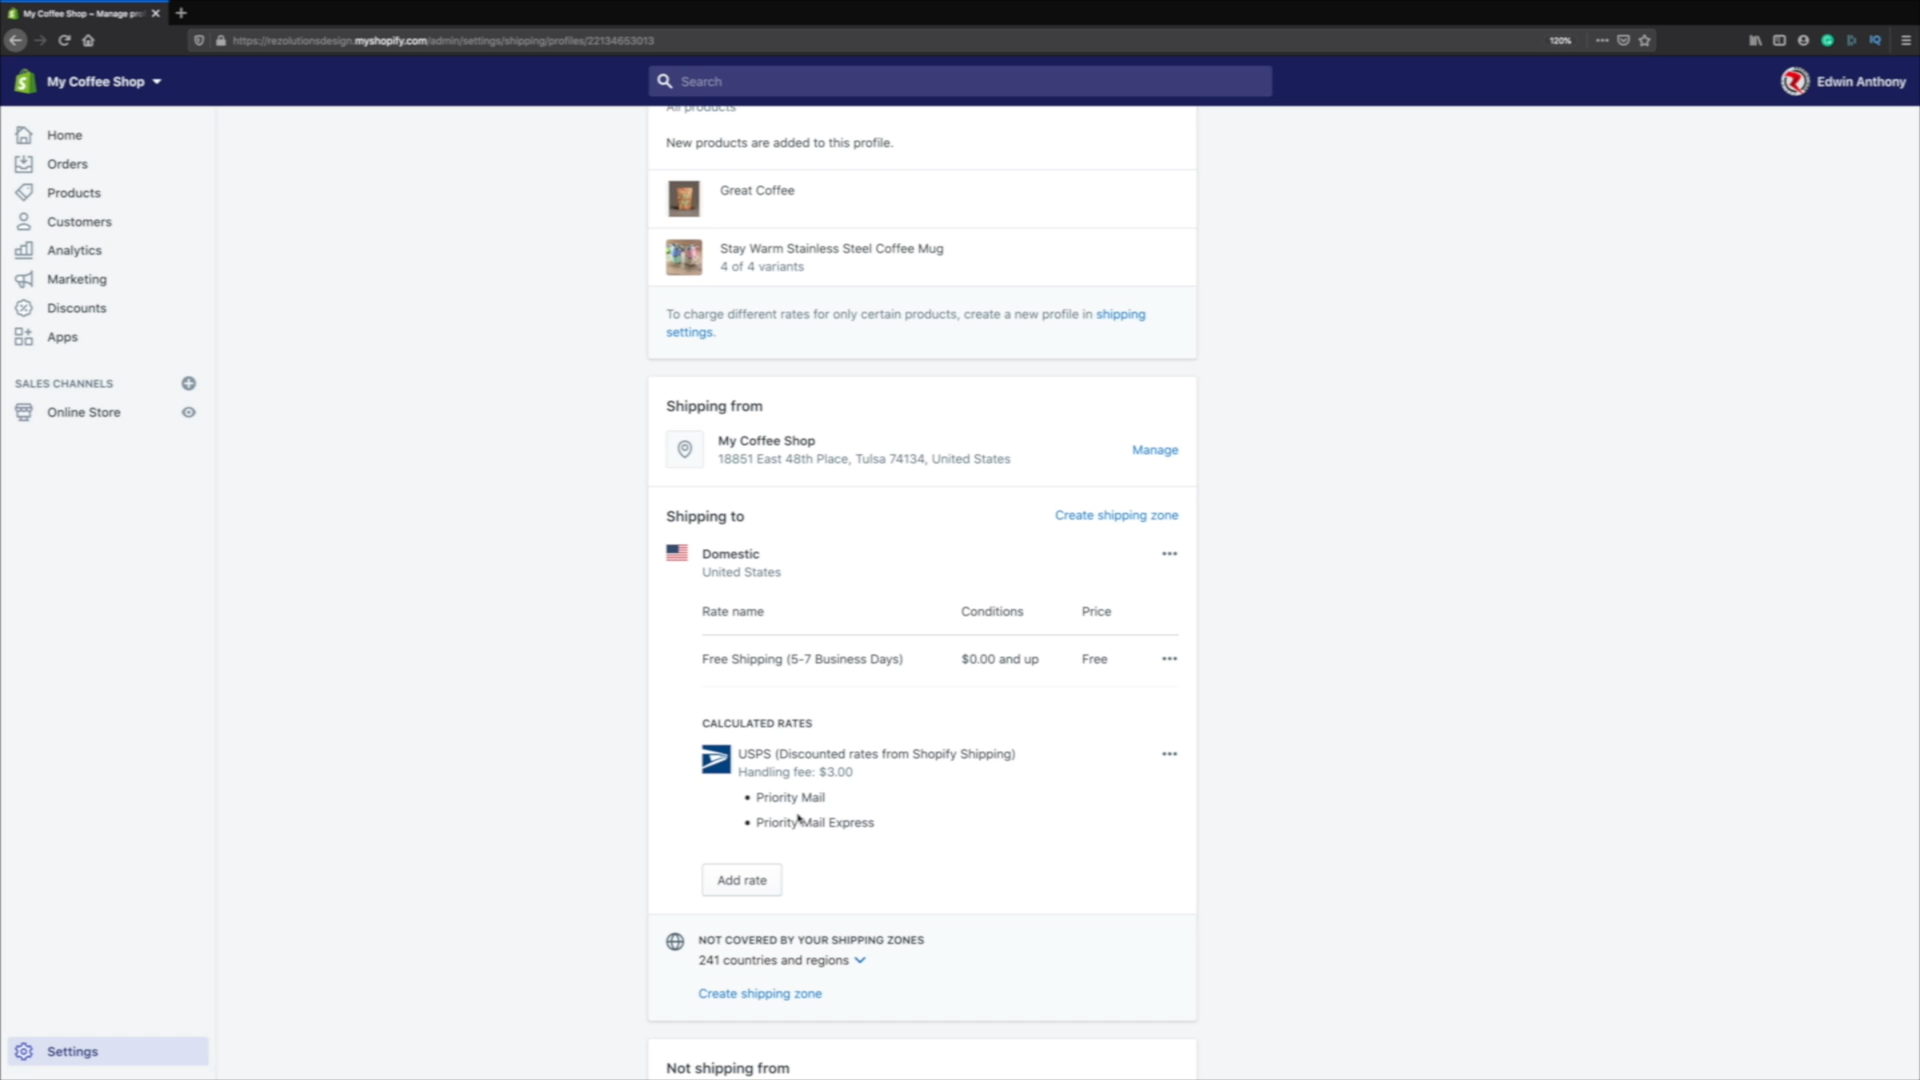 My Coffee Shop ~ Manage pro
120%
https://rezolutionsdesign.myshopify.com/admin/settings/shipping/profiles/22134653013
My Coffee Shop
Search
Edwin Anthony
Home
Orders
Products
Customers
Analytics
Marketing
Discounts
Apps
SALES CHANNELS
Online Store
Settings
All products
New products are added to this profile.
Great Coffee
Stay Warm Stainless Steel Coffee Mug
4 of 4 variants
To charge different rates for only certain products, create a new profile in shipping
settings.
Shipping from
My Coffee Shop
18851 East 48th Place, Tulsa 74134, United States
Manage
Shipping to
Create shipping zone
Domestic
United States
Rate name Conditions Price
Free Shipping (5-7 Business Days) $0.00 and up Free
CALCULATED RATES
USPS (Discounted rates from Shopify Shipping)
Handling fee: $3.00
• Priority Mail
• Priority Mail Express
Add rate
NOT COVERED BY YOUR SHIPPING ZONES
241 countries and regions
Create shipping zone
Not shipping from